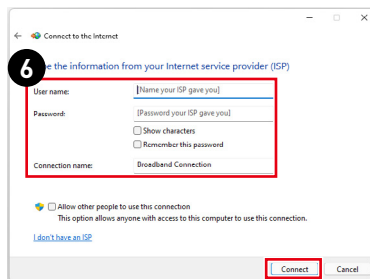 Connect to the Internet
6
e the information from your Internet service provider (ISP)
User name:
[Name your ISP gave you]
Password:
[Password your ISP gave you]
Show characters
Remember this password
Connection name:
Broadband Connection
Allow other people to use this connection
This option allows anyone with access to this computer to use this connection.
I don't have an ISP
Connect
Cancel